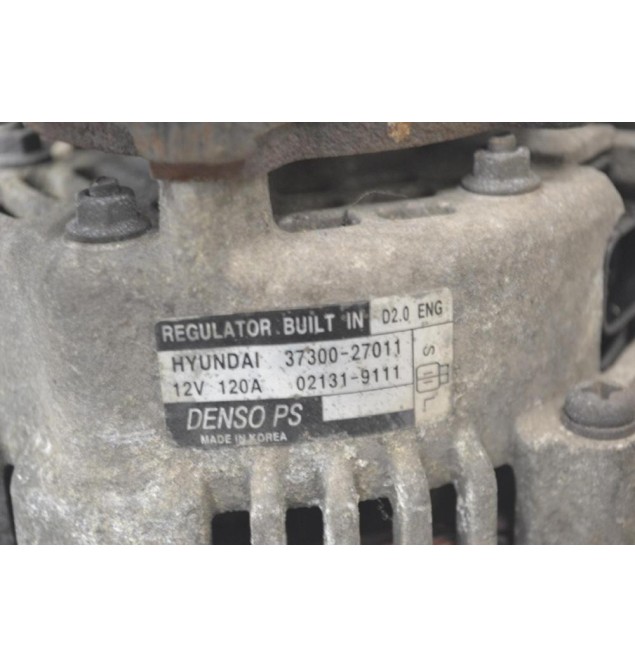 REGULATOR BUILT IN D2.0 ENG
HYUNDAI 37300-27011
12V 120A 02131-9111
S
L
DENSO PS
MADE IN KOREA